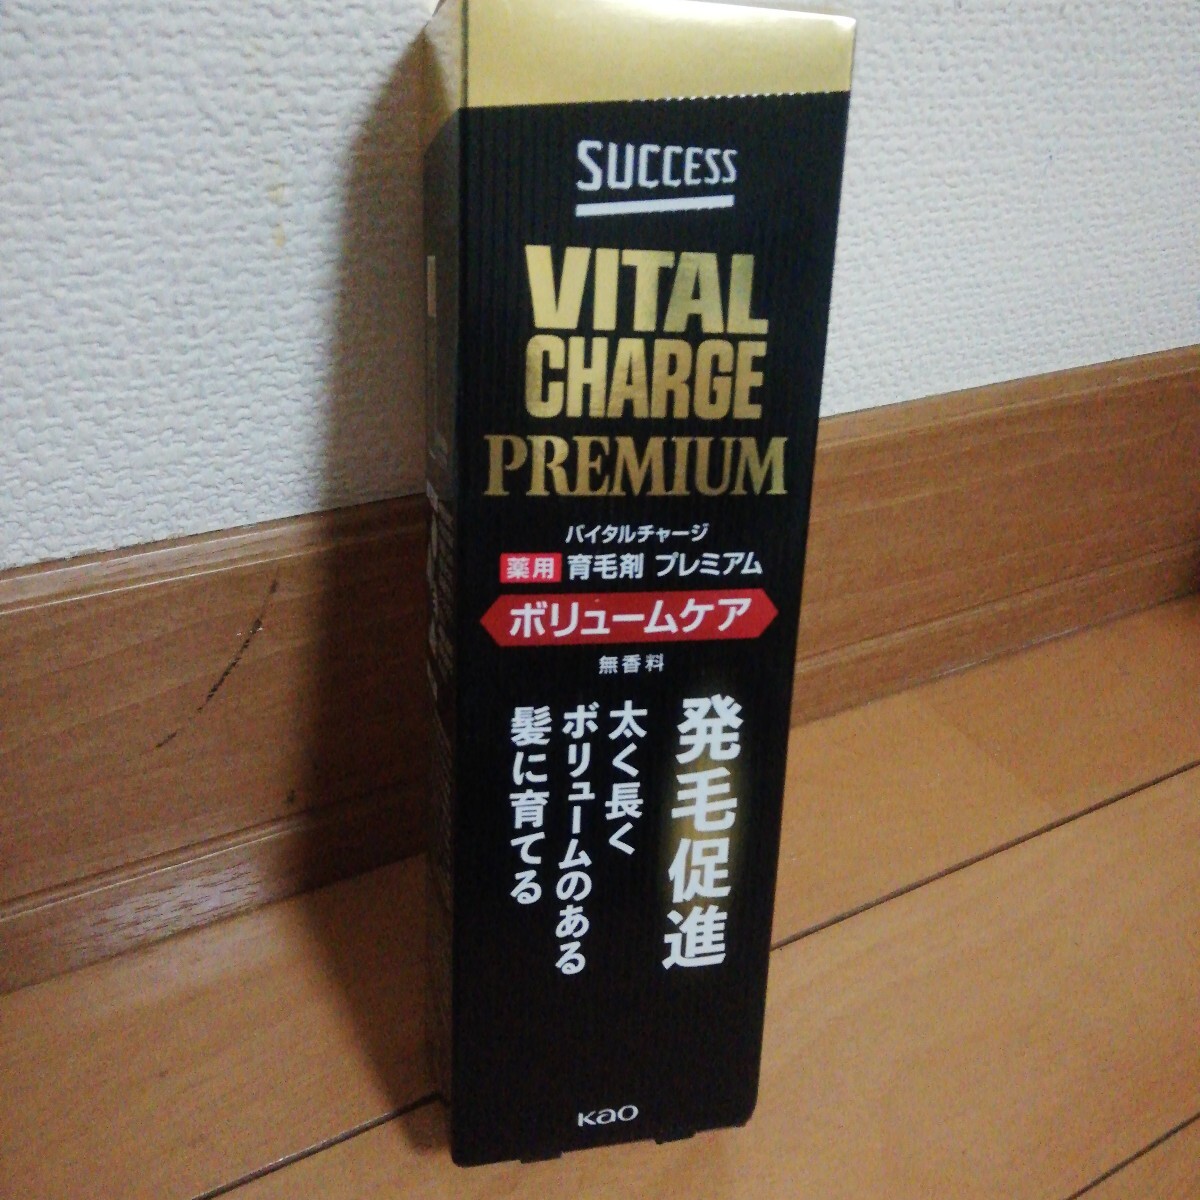 SUCCESS
VITAL
CHARGE
PREMIUM
バイタルチャージ
薬用 育毛剤 プレミアム
ボリュームケア
無香料
発毛促進
太く長く
ボリュームのある
髪に育てる
Kao